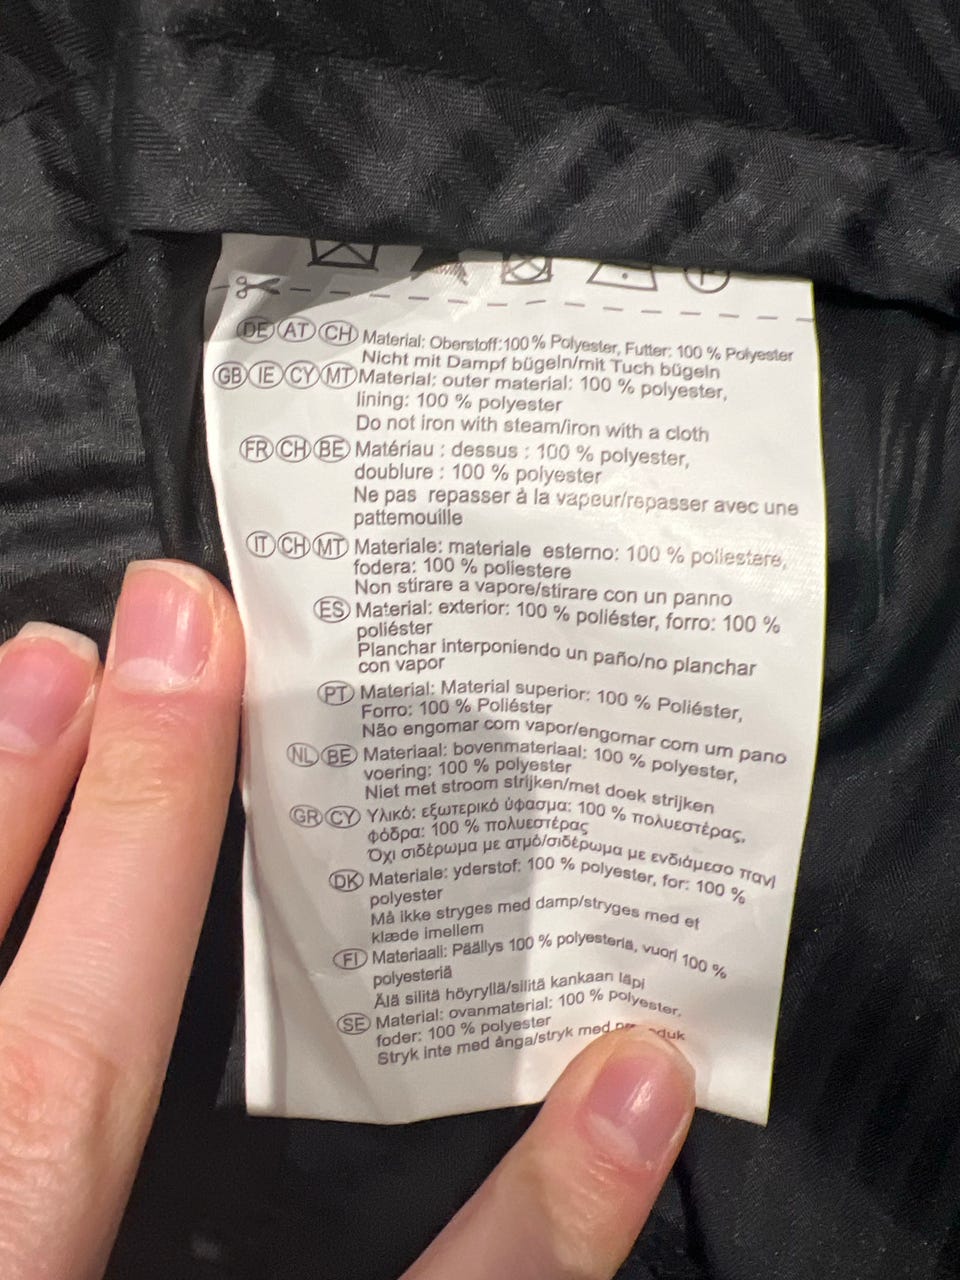 P
DE AT CH Material: Oberstoff:100 % Polyester, Futter: 100 % Polyester
Nicht mit Dampf bügeln/mit Tuch bügeln
GB IE CY MT Material: outer material: 100 % polyester,
lining: 100 % polyester
Do not iron with steam/iron with a cloth
FR CH BE Matériau : dessus : 100 % polyester,
doublure : 100 % polyester
Ne pas repasser à la vapeur/repasser avec une
pattemouille
IT CH MT Materiale: materiale esterno: 100 % poliestere,
fodera: 100 % poliestere
Non stirare a vapore/stirare con un panno
ES Material: exterior: 100 % poliéster, forro: 100 %
poliéster
Planchar interponiendo un paño/no planchar
con vapor
PT Material: Material superior: 100 % Poliéster,
Forro: 100 % Poliéster
Não engomar com vapor/engomar com um pano
NL BE Materiaal: bovenmateriaal: 100 % polyester,
voering: 100 % polyester
Niet met stroom strijken/met doek strijken
GR CY Υλικό: εξωτερικό ύφασμα: 100 % πολυεστέρας,
φόδρα: 100 % πολυεστέρας
Όχι σιδέρωμα με ατμό/σιδέρωμα με ενδιάμεσο πανί
DK Materiale: yderstof: 100 % polyester, for: 100 %
polyester
Må ikke stryges med damp/stryges med et
klæde imellem
FI Materiaali: Päällys 100 % polyesteriä, vuori 100 %
polyesteriä
Älä silitä höyryllä/silitä kankaan läpi
SE Material: ovanmaterial: 100 % polyester,
foder: 100 % polyester
Stryk inte med ånga/stryk med